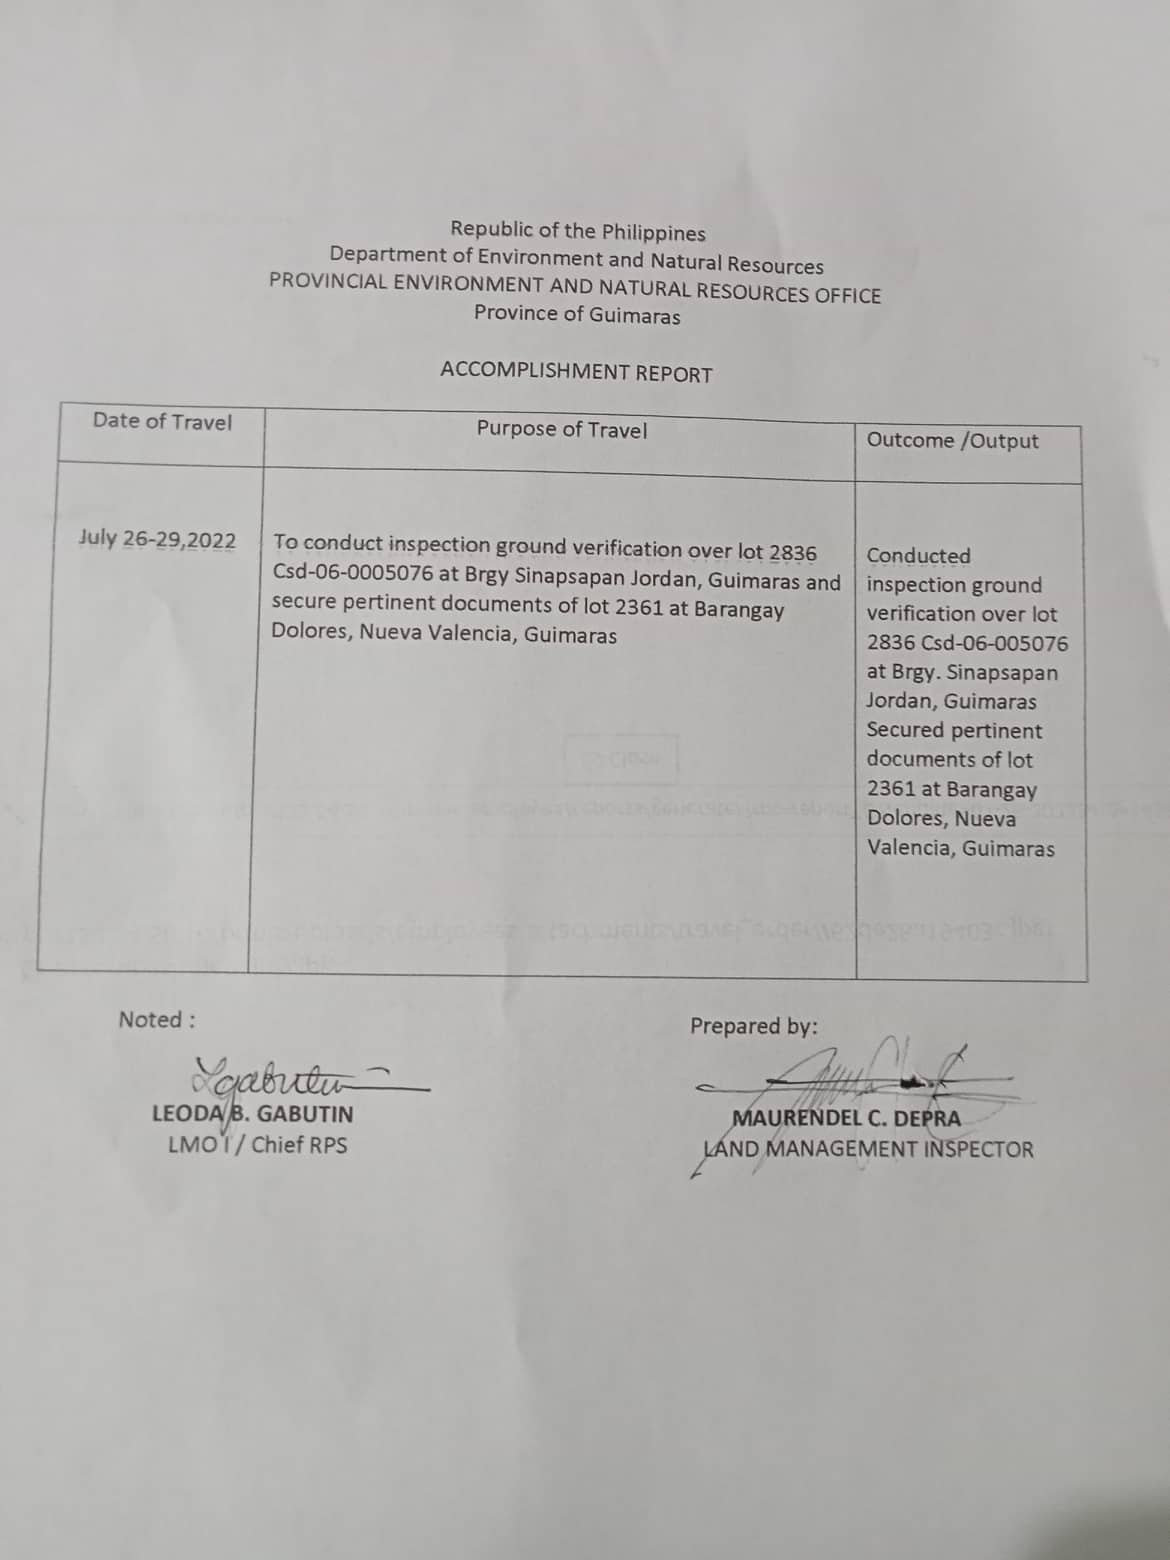 Republic of the Philippines
Department of Environment and Natural Resources
PROVINCIAL ENVIRONMENT AND NATURAL RESOURCES OFFICE
Province of Guimaras
ACCOMPLISHMENT REPORT
Date of Travel
Purpose of Travel
Outcome /Output
July 26-29,2022
To conduct inspection ground verification over lot 2836
Csd-06-0005076 at Brgy Sinapsapan Jordan, Guimaras and
secure pertinent documents of lot 2361 at Barangay
Dolores, Nueva Valencia, Guimaras
Conducted
inspection ground
verification over lot
2836 Csd-06-005076
at Brgy. Sinapsapan
Jordan, Guimaras
Secured pertinent
documents of lot
2361 at Barangay
Dolores, Nueva
Valencia, Guimaras
Noted :
Lgabutin
LEODA B. GABUTIN
LMO I / Chief RPS
Prepared by:
MAURENDEL C. DEPRA
LAND MANAGEMENT INSPECTOR